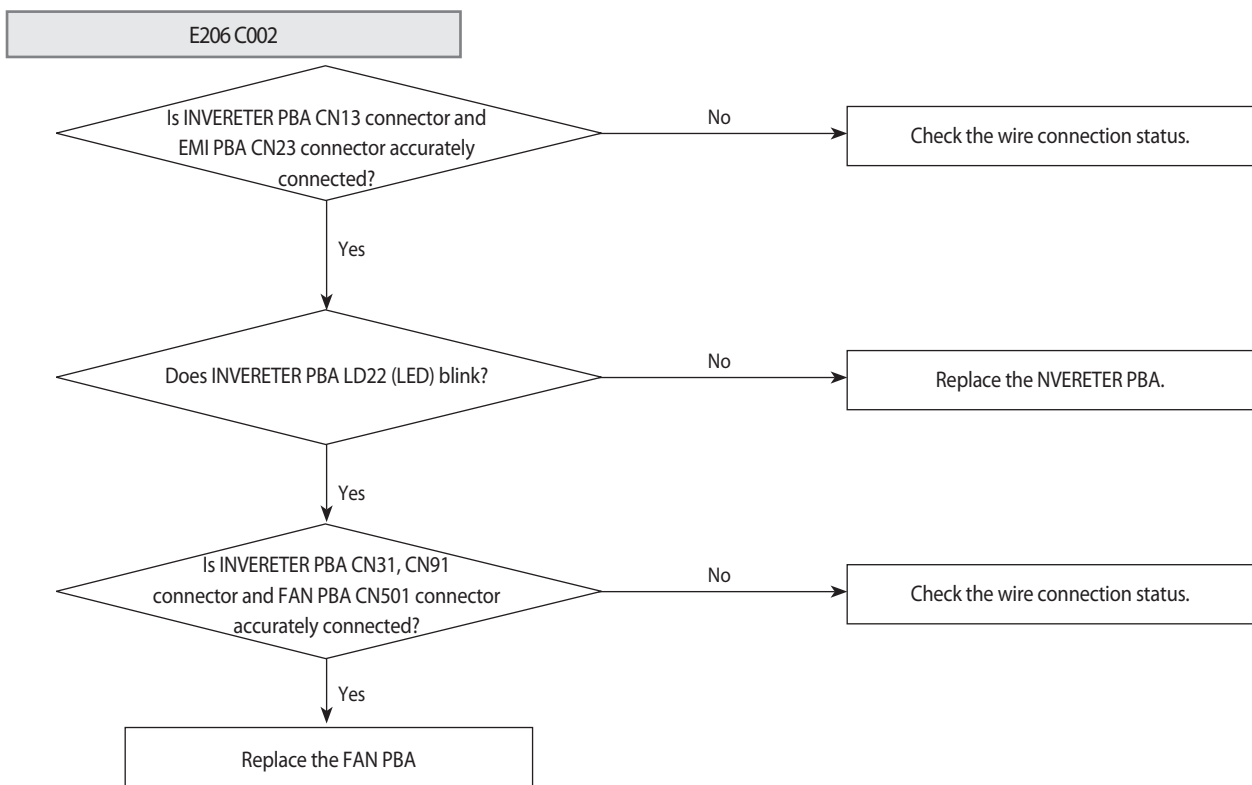 E206 C002
Is INVERETER PBA CN13 connector and
EMI PBA CN23 connector accurately
connected?
No
Check the wire connection status.
Yes
Does INVERETER PBA LD22 (LED) blink?
No
Replace the NVERETER PBA.
Yes
Is INVERETER PBA CN31, CN91
connector and FAN PBA CN501 connector
accurately connected?
No
Check the wire connection status.
Yes
Replace the FAN PBA